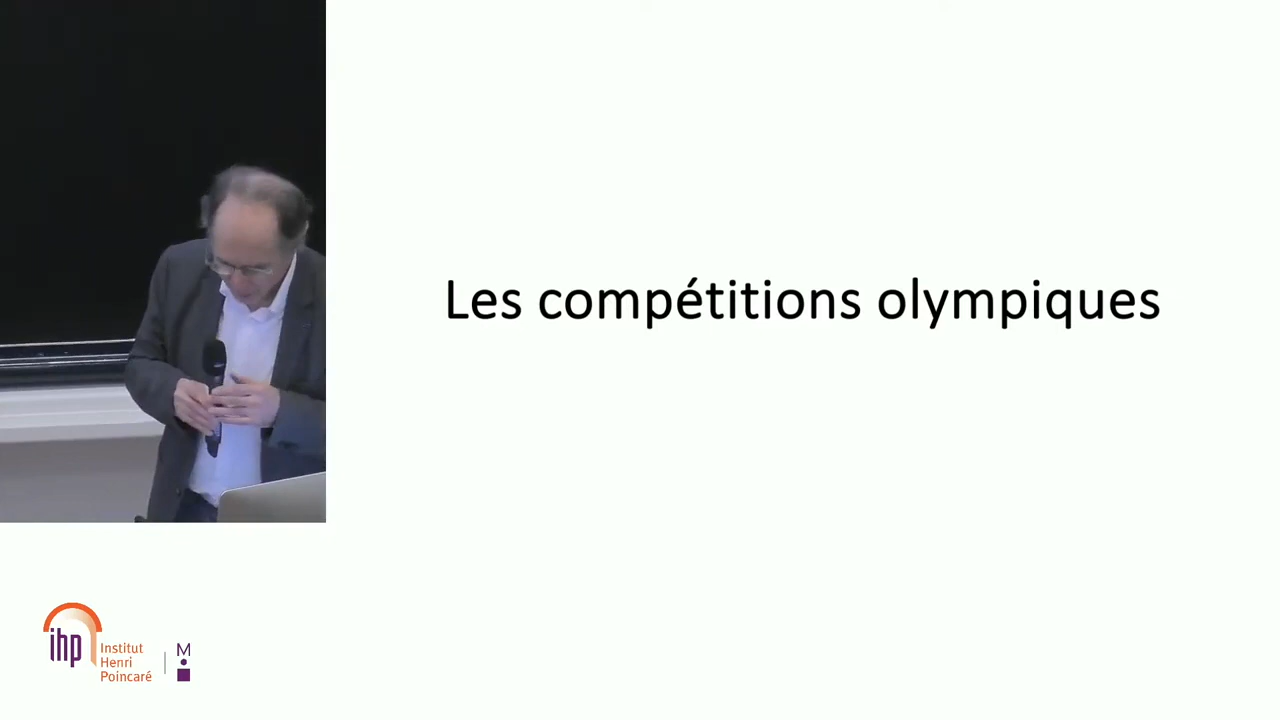 Les compétitions olympiques
ihp
Institut
Henri
Poincaré
M